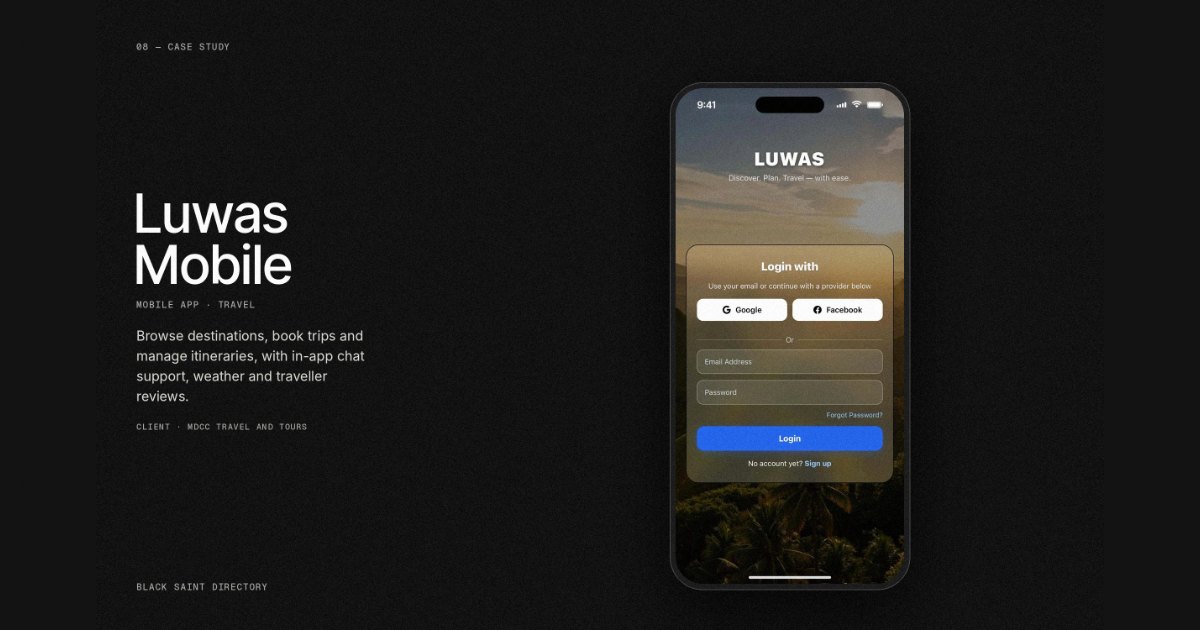 08 — CASE STUDY
Luwas
Mobile
MOBILE APP · TRAVEL
Browse destinations, book trips and
manage itineraries, with in-app chat
support, weather and traveller
reviews.
CLIENT · MDCC TRAVEL AND TOURS
BLACK SAINT DIRECTORY
9:41
LUWAS
Discover. Plan. Travel — with ease.
Login with
Use your email or continue with a provider below
Google
Facebook
Or
Email Address
Password
Forgot Password?
Login
No account yet? Sign up